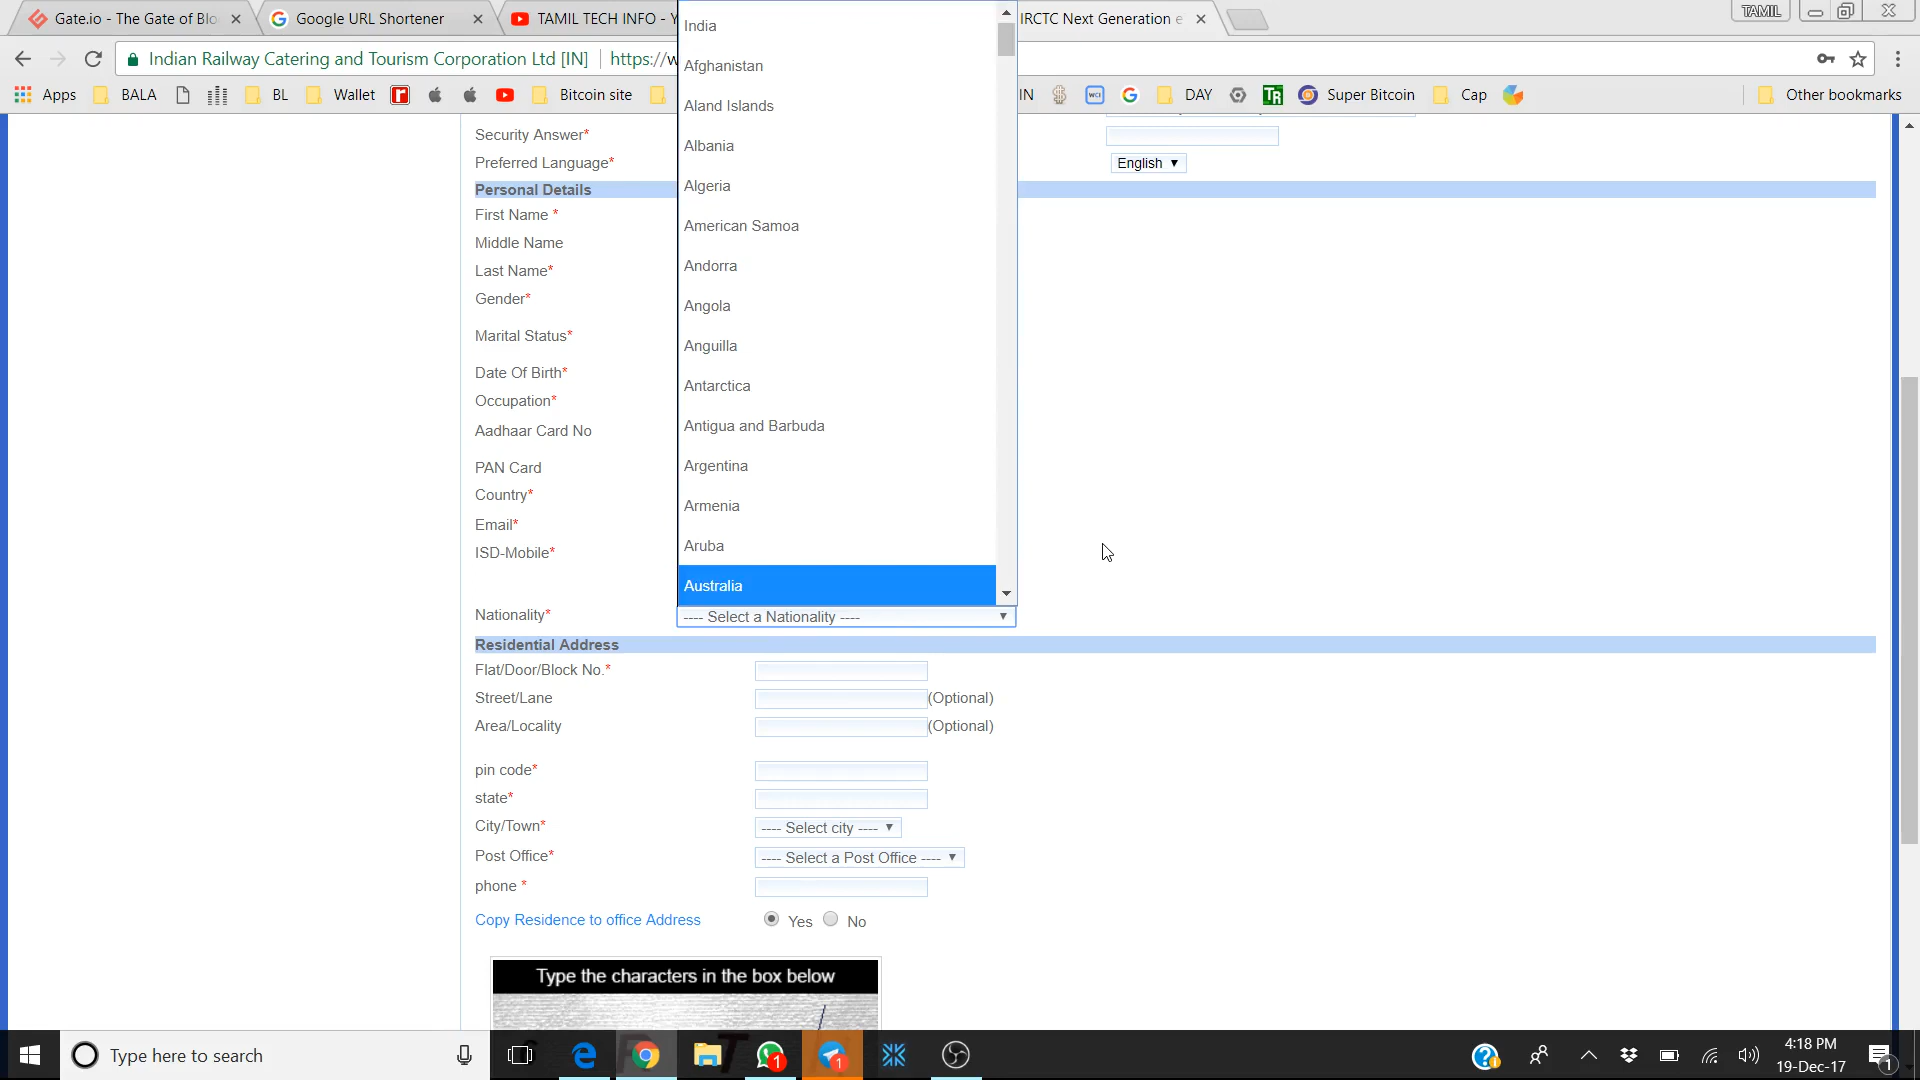 Gate.io - The Gate of Blo
Google URL Shortener
TAMIL TECH INFO - Y
IRCTC Next Generation e
TAMIL
Indian Railway Catering and Tourism Corporation Ltd [IN]
https://w
Apps
BALA
BL
Wallet
Bitcoin site
IN
WCI
DAY
TR
Super Bitcoin
Cap
Other bookmarks
Security Answer*
Preferred Language*
English
Personal Details
First Name *
Middle Name
Last Name*
Gender*
Marital Status*
Date Of Birth*
Occupation*
Aadhaar Card No
PAN Card
Country*
Email*
ISD-Mobile*
India
Afghanistan
Aland Islands
Albania
Algeria
American Samoa
Andorra
Angola
Anguilla
Antarctica
Antigua and Barbuda
Argentina
Armenia
Aruba
Australia
Nationality*
---- Select a Nationality ----
Residential Address
Flat/Door/Block No.*
Street/Lane
(Optional)
Area/Locality
(Optional)
pin code*
state*
City/Town*
---- Select city ----
Post Office*
---- Select a Post Office ----
phone *
Copy Residence to office Address
Yes
No
Type the characters in the box below
Type here to search
1
1
4:18 PM
19-Dec-17
1